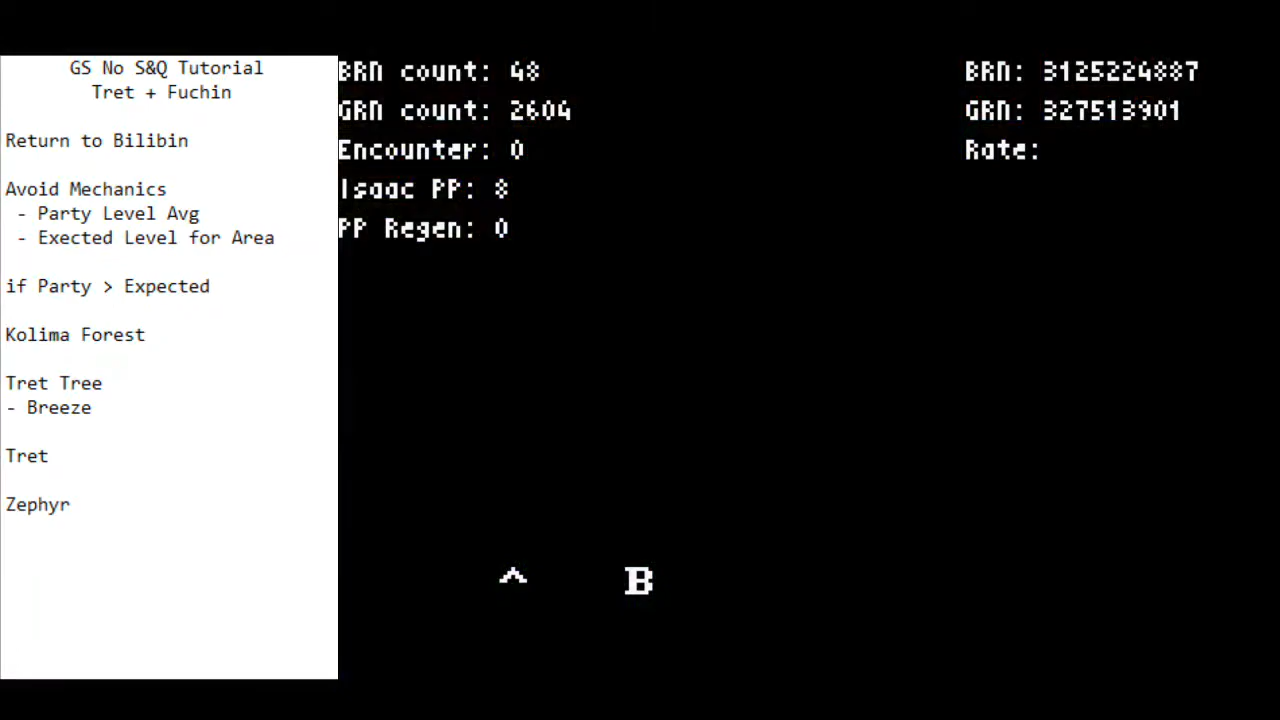 GS No S&Q Tutorial
Tret + Fuchin
Return to Bilibin
Avoid Mechanics
- Party Level Avg
- Exected Level for Area
if Party > Expected
Kolima Forest
Tret Tree
- Breeze
Tret
Zephyr
BRN count: 48
GRN count: 2604
Encounter: 0
Isaac PP: 8
PP Regen: 0
BRN: 3125224887
GRN: 327513901
Rate:
^ B